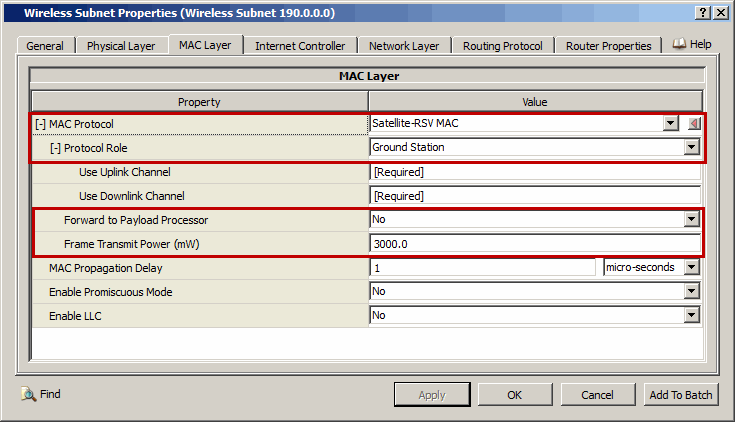 Wireless Subnet Properties (Wireless Subnet 190.0.0.0)
General Physical Layer MAC Layer Internet Controller Network Layer Routing Protocol Router Properties Help
MAC Layer
Property Value
[-] MAC Protocol Satellite-RSV MAC
[-] Protocol Role Ground Station
Use Uplink Channel [Required]
Use Downlink Channel [Required]
Forward to Payload Processor No
Frame Transmit Power (mW) 3000.0
MAC Propagation Delay 1 micro-seconds
Enable Promiscuous Mode No
Enable LLC No
Find Apply OK Cancel Add To Batch